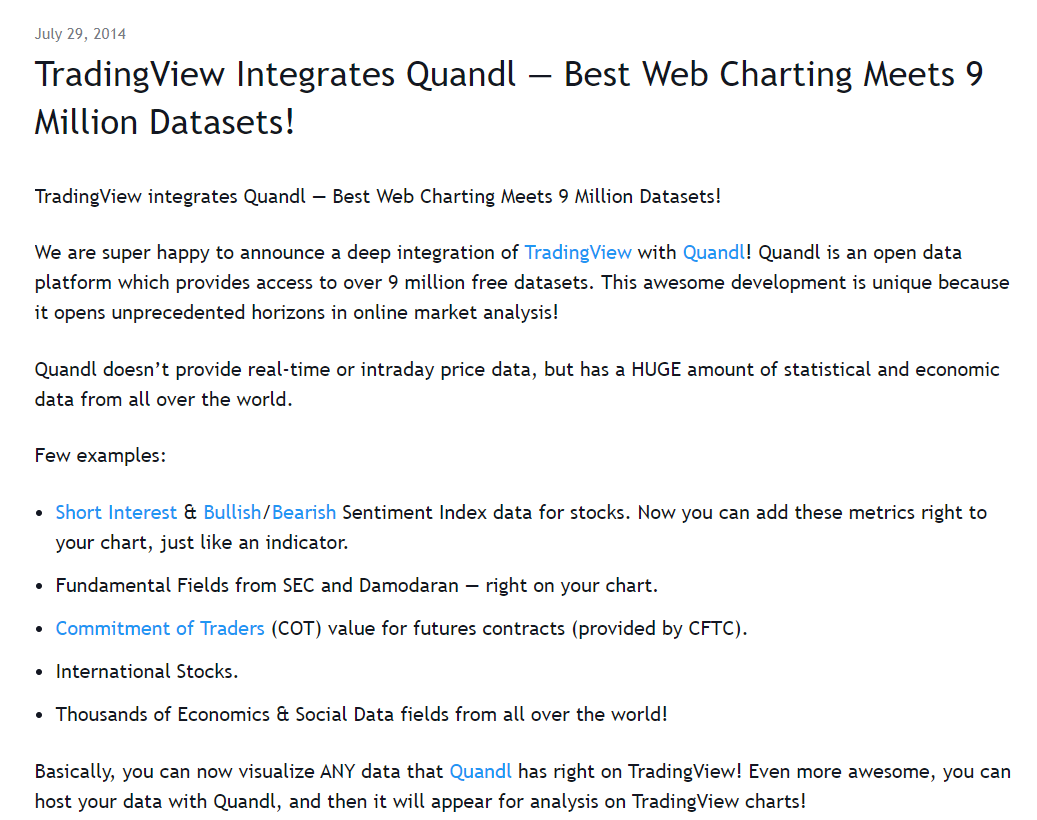 July 29, 2014
TradingView Integrates Quandl — Best Web Charting Meets 9
Million Datasets!
TradingView integrates Quandl — Best Web Charting Meets 9 Million Datasets!
We are super happy to announce a deep integration of TradingView with Quandl! Quandl is an open data
platform which provides access to over 9 million free datasets. This awesome development is unique because
it opens unprecedented horizons in online market analysis!
Quandl doesn’t provide real-time or intraday price data, but has a HUGE amount of statistical and economic
data from all over the world.
Few examples:
• Short Interest & Bullish/Bearish Sentiment Index data for stocks. Now you can add these metrics right to
your chart, just like an indicator.
• Fundamental Fields from SEC and Damodaran — right on your chart.
• Commitment of Traders (COT) value for futures contracts (provided by CFTC).
• International Stocks.
• Thousands of Economics & Social Data fields from all over the world!
Basically, you can now visualize ANY data that Quandl has right on TradingView! Even more awesome, you can
host your data with Quandl, and then it will appear for analysis on TradingView charts!